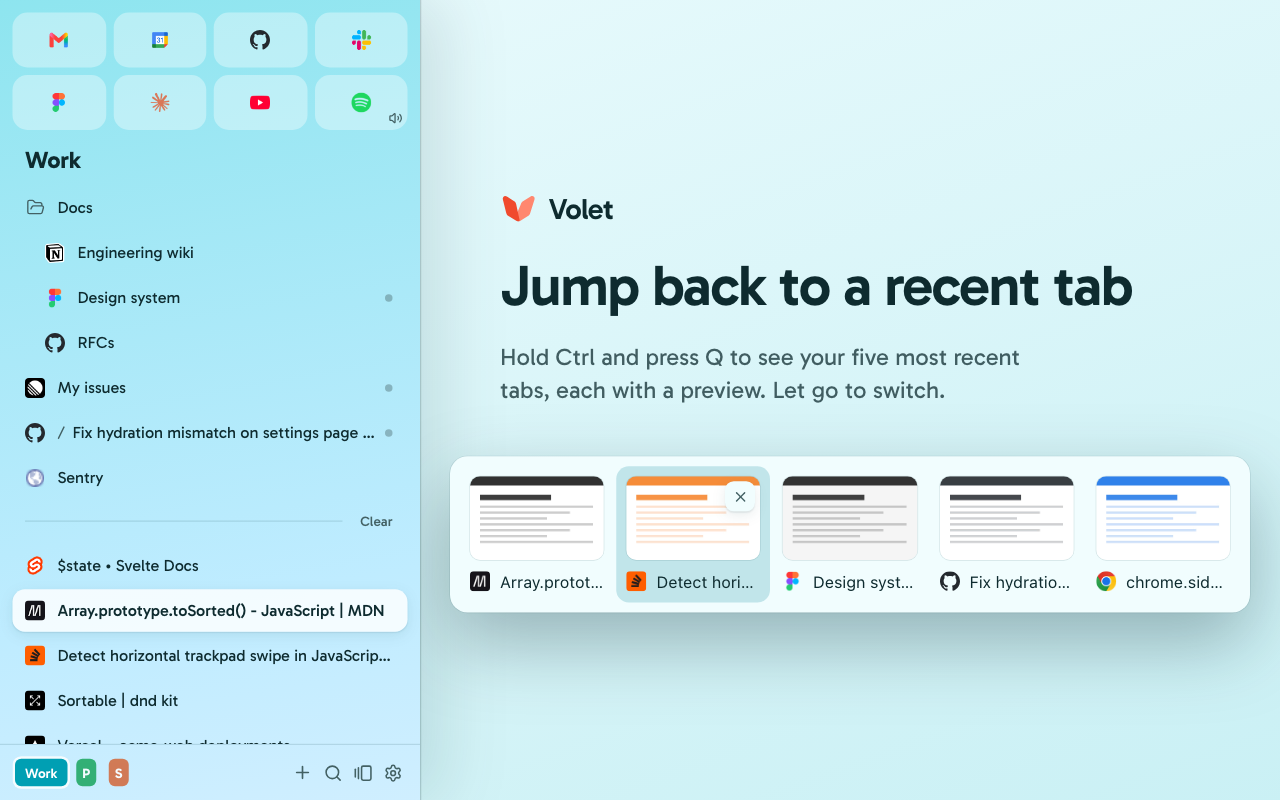 31
Work
Docs
Engineering wiki
Design system
RFCs
My issues
/ Fix hydration mismatch on settings page ...
Sentry
Clear
$state • Svelte Docs
Array.prototype.toSorted() - JavaScript | MDN
Detect horizontal trackpad swipe in JavaScrip...
Sortable | dnd kit
Work
P
S
Volet
Jump back to a recent tab
Hold Ctrl and press Q to see your five most recent
tabs, each with a preview. Let go to switch.
Array.protot...
Detect hori...
Design syst...
Fix hydratio...
chrome.sid...